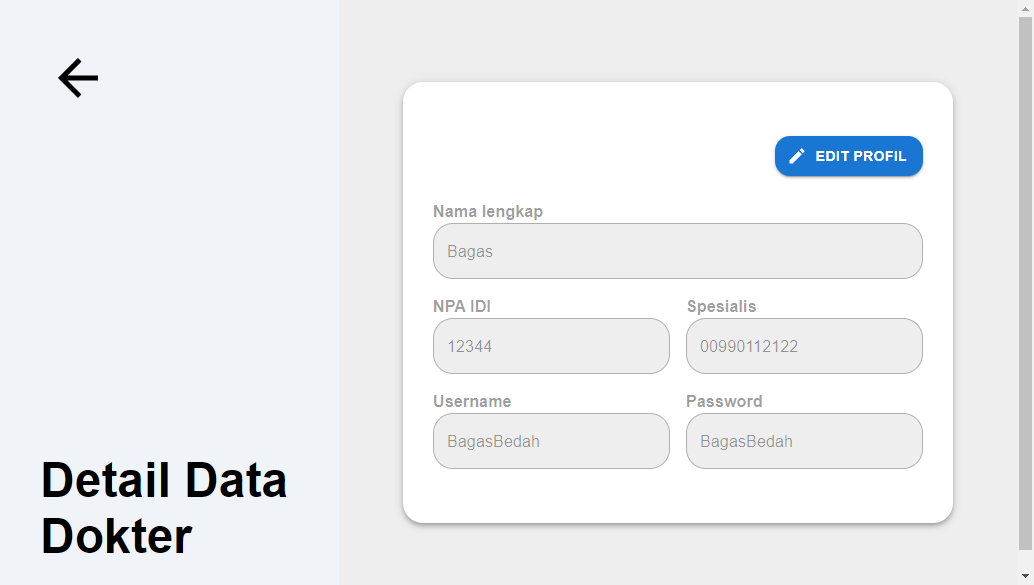 EDIT PROFIL
Nama lengkap
Bagas
NPA IDI
Spesialis
12344
00990112122
Username
Password
BagasBedah
BagasBedah
Detail Data
Dokter